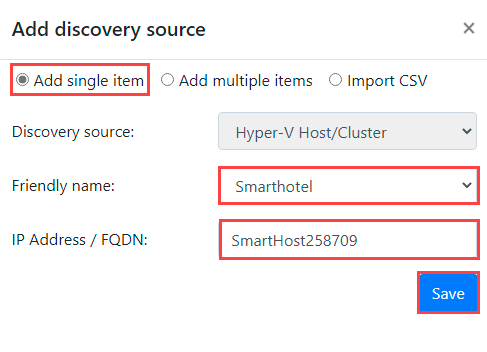 Add discovery source ×
Add single item Add multiple items Import CSV
Discovery source: Hyper-V Host/Cluster
Friendly name: Smarthotel
IP Address / FQDN: SmartHost258709
Save